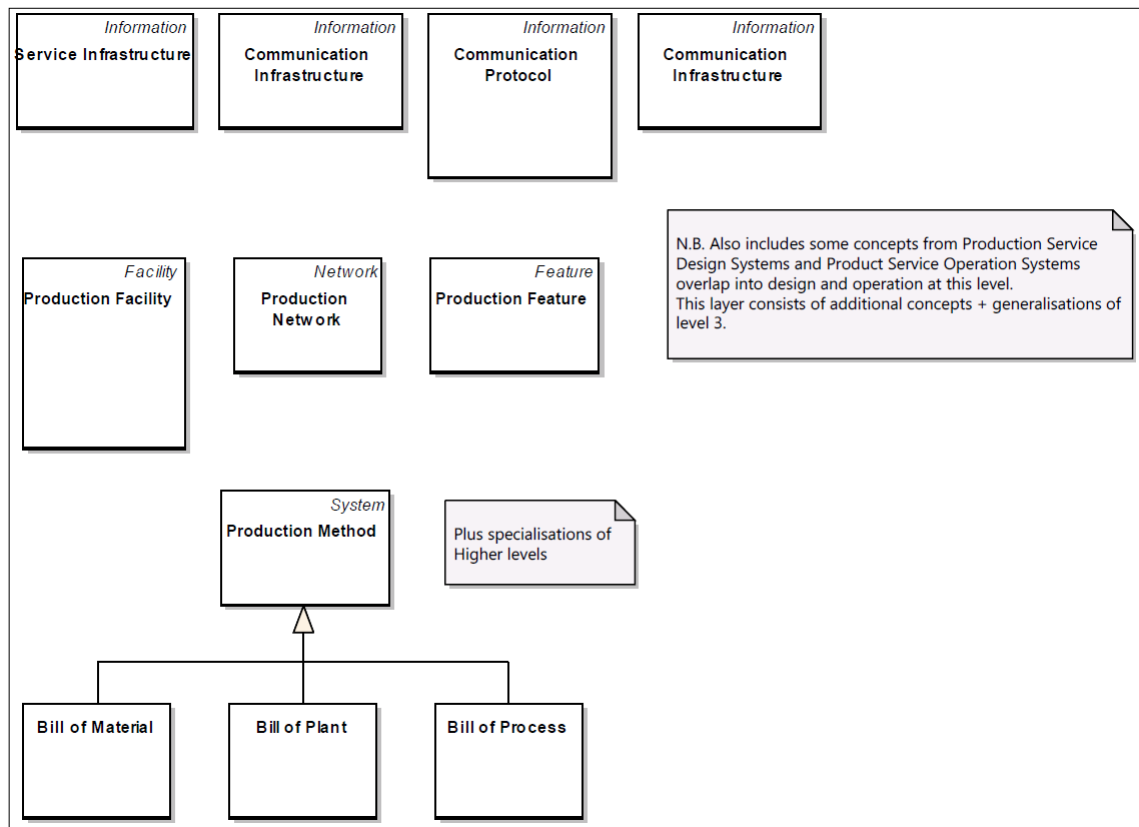 Information
Service Infrastructure
Information
Communication
Infrastructure
Information
Communication
Protocol
Information
Communication
Infrastructure
Facility
Production Facility
Network
Production
Network
Feature
Production Feature
N.B. Also includes some concepts from Production Service
Design Systems and Product Service Operation Systems
overlap into design and operation at this level.
This layer consists of additional concepts + generalisations of
level 3.
System
Production Method
Plus specialisations of
Higher levels
Bill of Material
Bill of Plant
Bill of Process